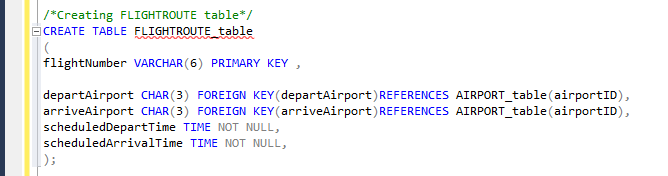 /*Creating FLIGHTROUTE table*/
CREATE TABLE FLIGHTROUTE_table
(
flightNumber VARCHAR(6) PRIMARY KEY ,
departAirport CHAR(3) FOREIGN KEY(departAirport)REFERENCES AIRPORT_table(airportID),
arriveAirport CHAR(3) FOREIGN KEY(arriveAirport)REFERENCES AIRPORT_table(airportID),
scheduledDepartTime TIME NOT NULL,
scheduledArrivalTime TIME NOT NULL,
);